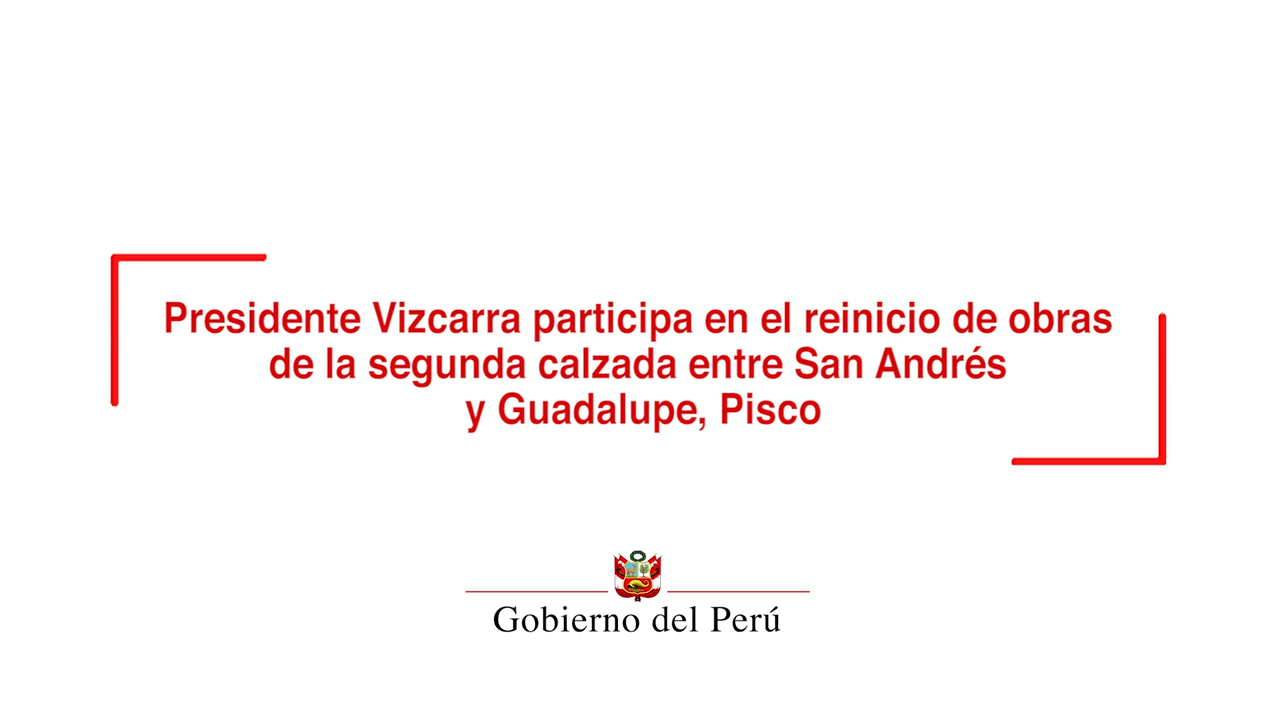 Presidente Vizcarra participa en el reinicio de obras
de la segunda calzada entre San Andrés
y Guadalupe, Pisco
Gobierno del Perú